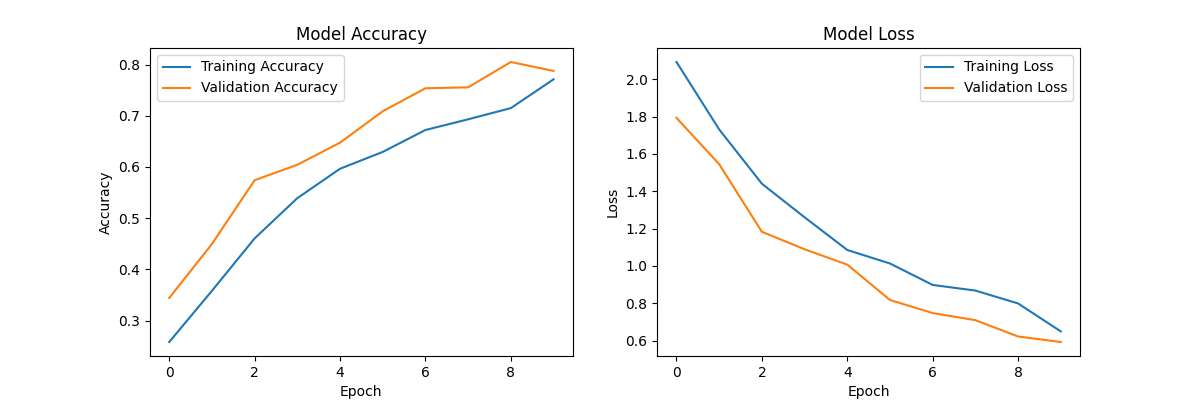 Model Accuracy
Training Accuracy
Validation Accuracy
0.8
0.7
0.6
0.5
0.4
0.3
Accuracy
0 2 4 6 8
Epoch
Model Loss
Training Loss
Validation Loss
2.0
1.8
1.6
1.4
1.2
1.0
0.8
0.6
Loss
0 2 4 6 8
Epoch